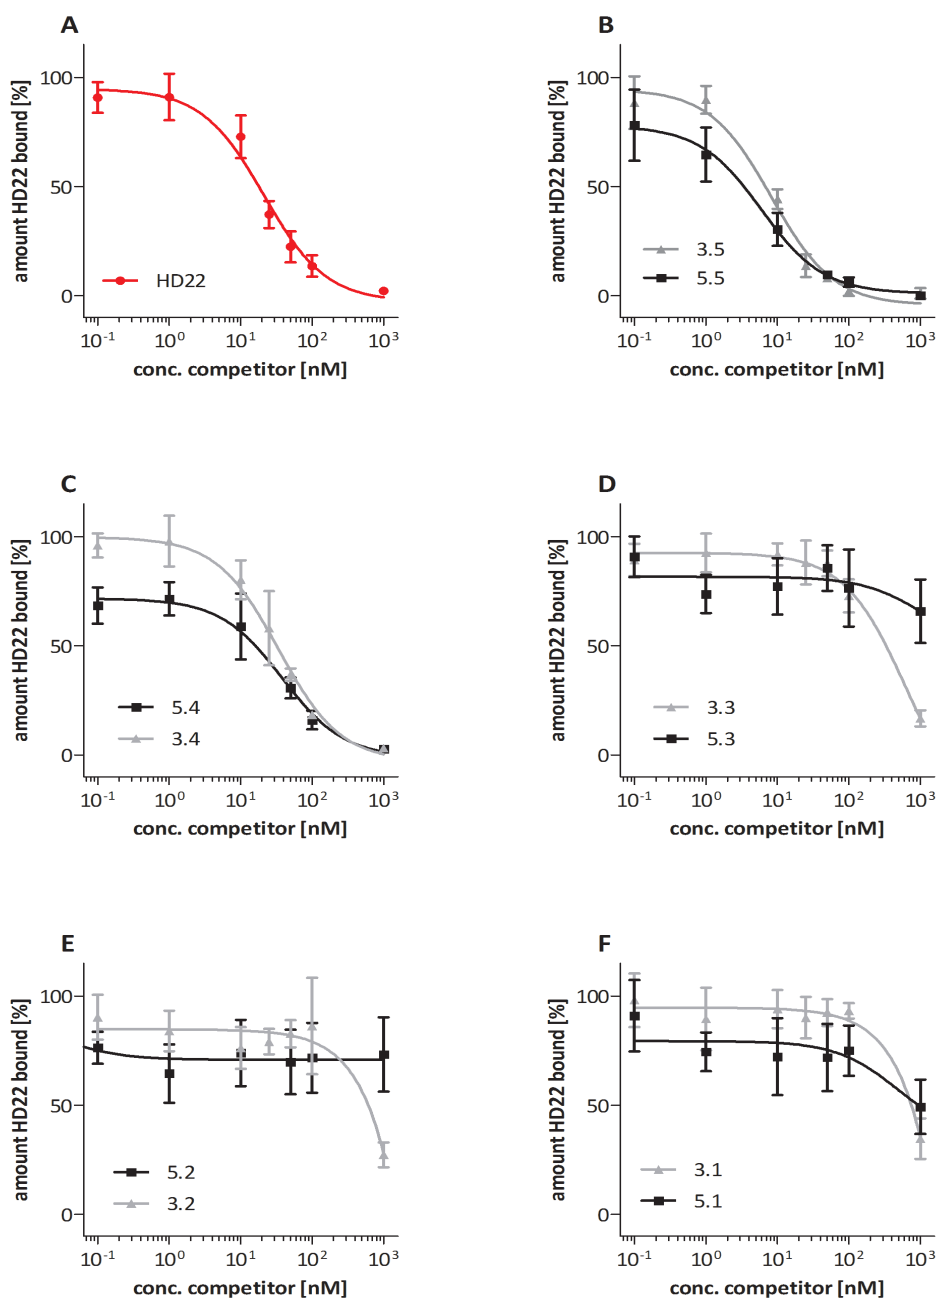 A
amount HD22 bound [%]
100
50
0
HD22
10⁻¹ 10⁰ 10¹ 10² 10³
conc. competitor [nM]
B
amount HD22 bound [%]
100
50
0
3.5
5.5
10⁻¹ 10⁰ 10¹ 10² 10³
conc. competitor [nM]
C
amount HD22 bound [%]
100
50
0
5.4
3.4
10⁻¹ 10⁰ 10¹ 10² 10³
conc. competitor [nM]
D
amount HD22 bound [%]
100
50
0
3.3
5.3
10⁻¹ 10⁰ 10¹ 10² 10³
conc. competitor [nM]
E
amount HD22 bound [%]
100
50
0
5.2
3.2
10⁻¹ 10⁰ 10¹ 10² 10³
conc. competitor [nM]
F
amount HD22 bound [%]
100
50
0
3.1
5.1
10⁻¹ 10⁰ 10¹ 10² 10³
conc. competitor [nM]